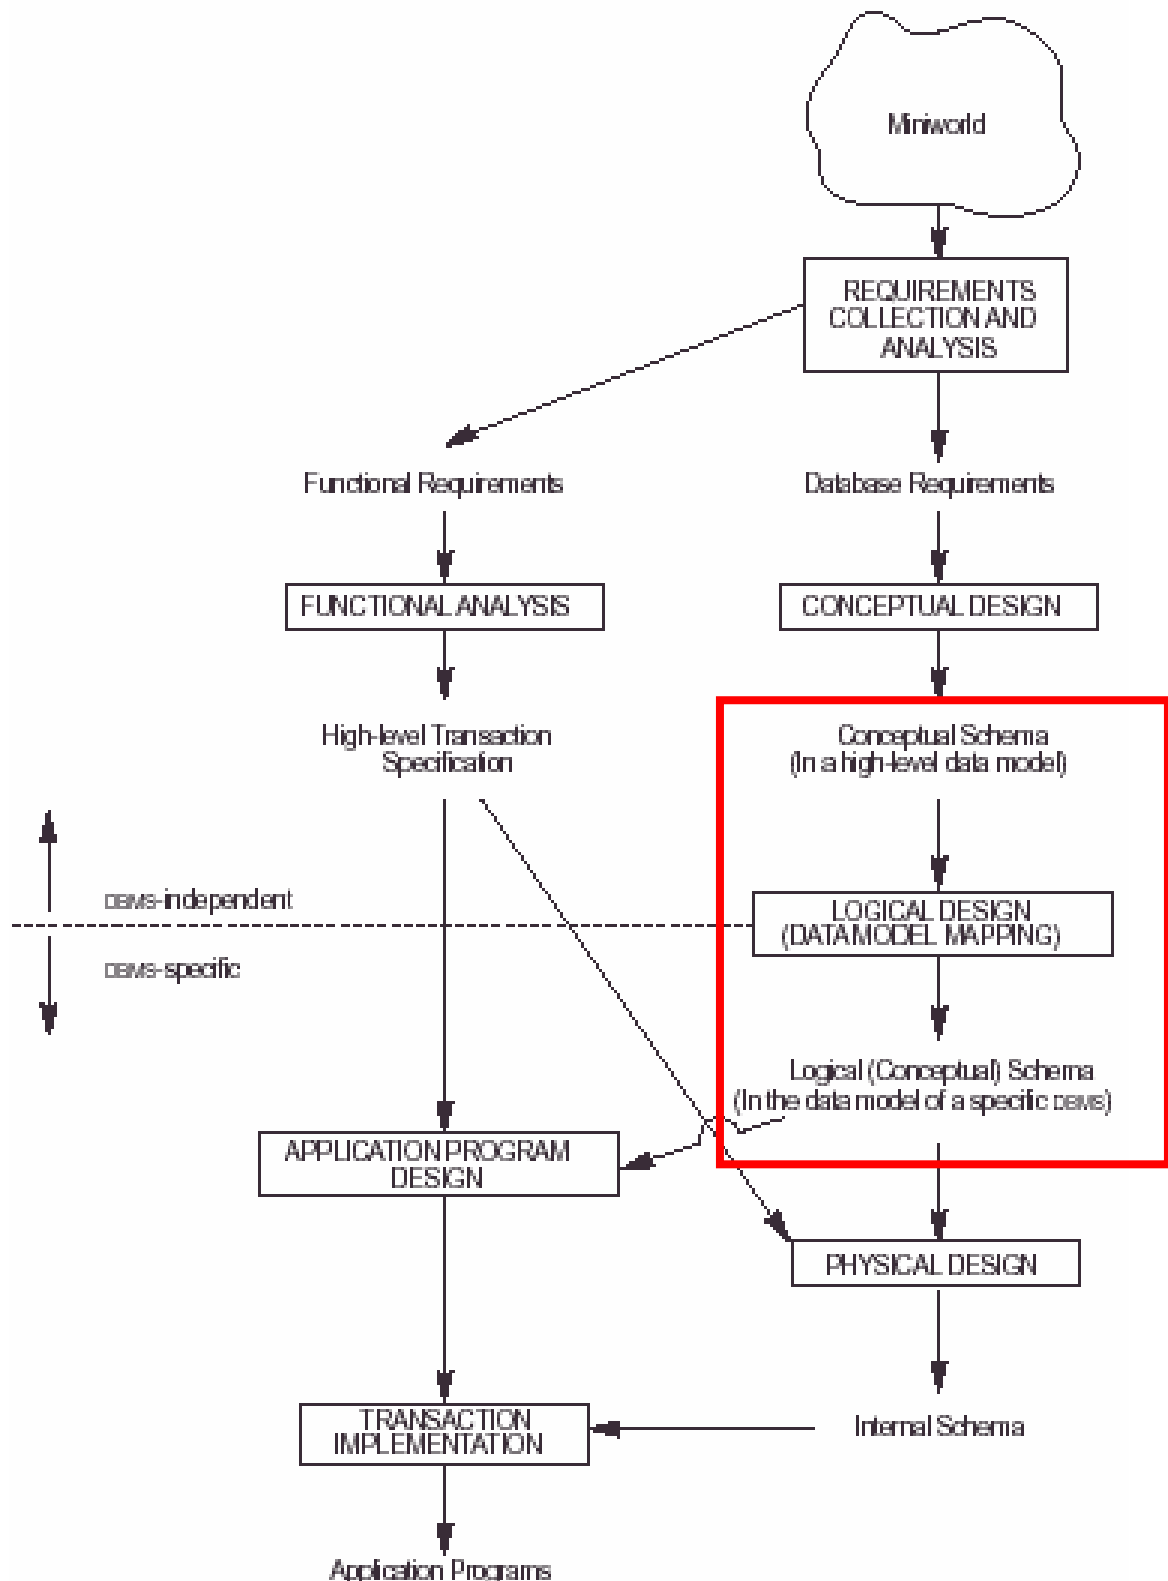 Miniworld
REQUIREMENTS
COLLECTION AND
ANALYSIS
Functional Requirements
Database Requirements
FUNCTIONAL ANALYSIS
CONCEPTUAL DESIGN
High-level Transaction
Specification
Conceptual Schema
(In a high-level data model)
DBMS-independent
LOGICAL DESIGN
(DATA MODEL MAPPING)
DBMS-specific
Logical (Conceptual) Schema
(In the data model of a specific DBMS)
APPLICATION PROGRAM
DESIGN
PHYSICAL DESIGN
TRANSACTION
IMPLEMENTATION
Internal Schema
Application Programs